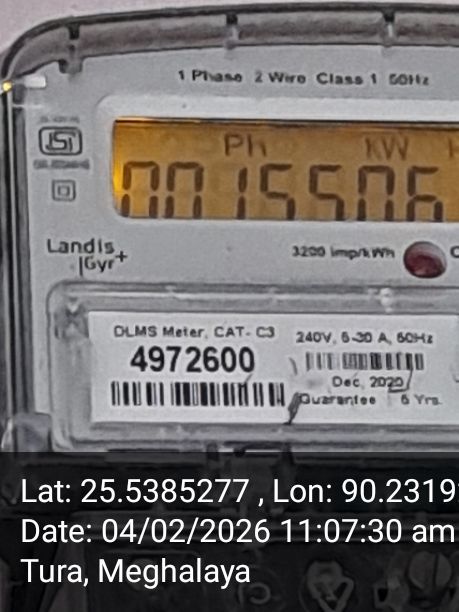 1 Phase 2 Wire Class 1 50Hz
Ph KW
00 15506
Landis
|Gyr+
3200 imp/kWh
DLMS Meter, CAT- C3
4972600
240V, 5-30 A, 50Hz
Dec, 2020
Guarantee 5 Yrs.
Lat: 25.5385277 , Lon: 90.2319
Date: 04/02/2026 11:07:30 am
Tura, Meghalaya